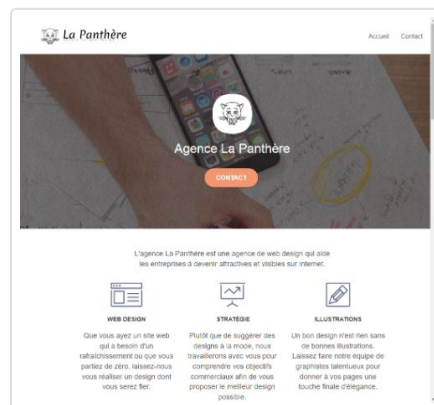 La Panthère
Accueil Contact
Agence La Panthère
CONTACT
L'agence La Panthère est une agence de web design qui aide
les entreprises à devenir attractives et visibles sur Internet.
WEB DESIGN
Que vous ayez un site web
qui a besoin d'un
rafraîchissement ou que vous
partiez de zéro, laissez-nous
vous réaliser un design dont
vous serez fier.
STRATÉGIE
Plutôt que de suggérer des
designs à la mode, nous
travaillerons avec vous pour
comprendre vos objectifs
commerciaux afin de vous
proposer le meilleur design
possible.
ILLUSTRATIONS
Un bon design n'est rien sans
de bonnes illustrations.
Laissez faire notre équipe de
graphistes talentueux pour
donner à vos pages une
touche finale d'élégance.